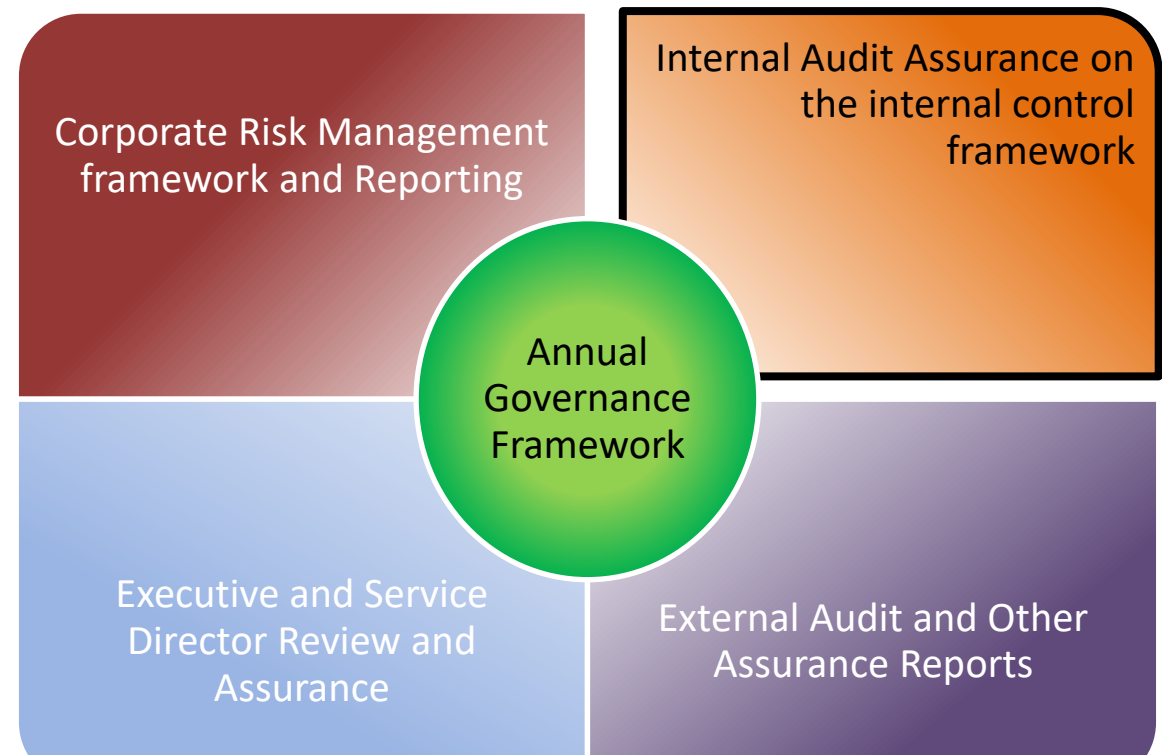 Corporate Risk Management
framework and Reporting
Internal Audit Assurance on
the internal control
framework
Annual
Governance
Framework
Executive and Service
Director Review and
Assurance
External Audit and Other
Assurance Reports